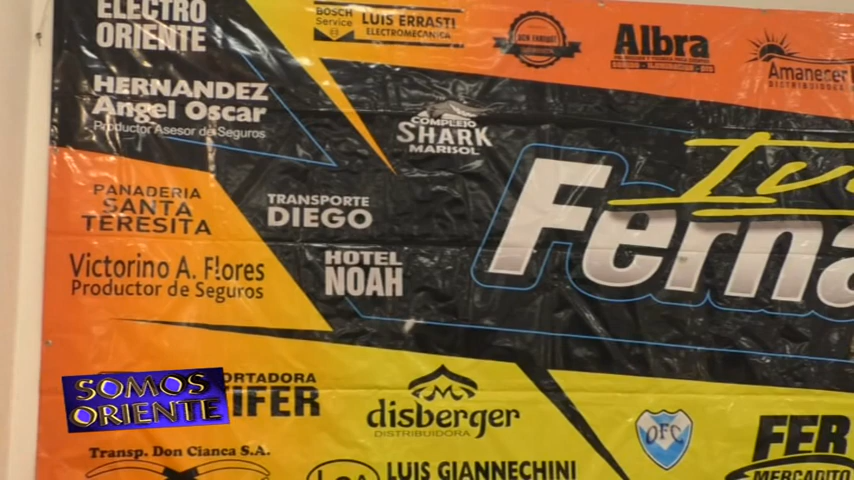 ELECTRO
ORIENTE
BOSCH
Service
LUIS ERRASTI
ELECTROMECANICA
Albra
Amanecer
DISTRIBUIDORA
HERNANDEZ
Angel Oscar
Productor Asesor de Seguros
COMPLEJO
SHARK
MARISOL
PANADERIA
SANTA
TERESITA
TRANSPORTE
DIEGO
Victorino A. Flores
Productor de Seguros
HOTEL
NOAH
Ferna
SOMOS
ORIENTE
ORTADORA
IFER
disberger
DISTRIBUIDORA
OFC
FER
MERCADITO
Transp. Don Cianca S.A.
LUIS GIANNECHINI